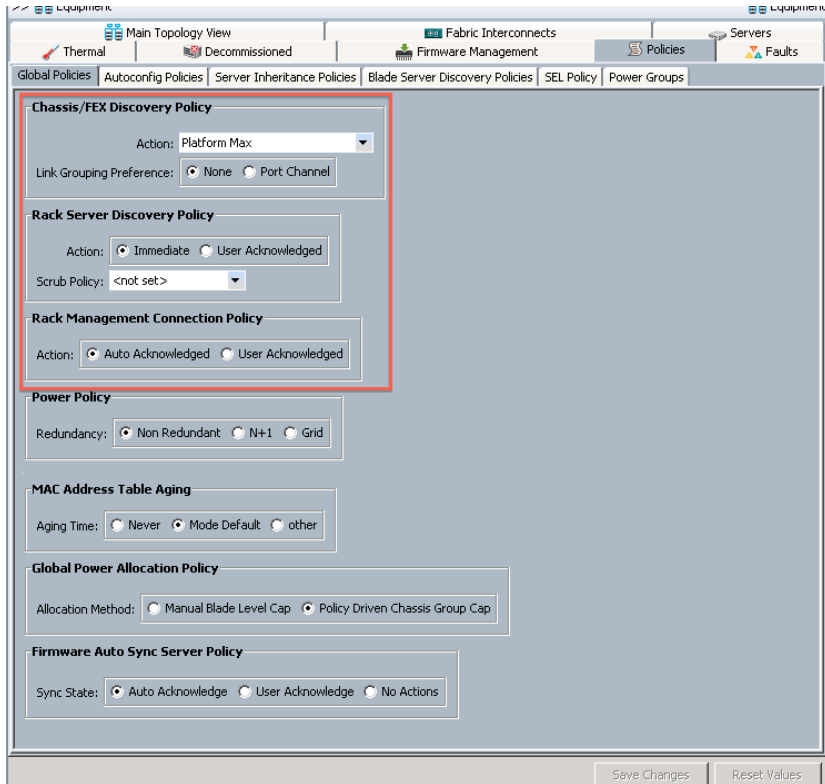 >> Equipment
Equipment
Main Topology View
Fabric Interconnects
Servers
Thermal
Decommissioned
Firmware Management
Policies
Faults
Global Policies
Autoconfig Policies
Server Inheritance Policies
Blade Server Discovery Policies
SEL Policy
Power Groups
Chassis/FEX Discovery Policy
Action: Platform Max
Link Grouping Preference: None Port Channel
Rack Server Discovery Policy
Action: Immediate User Acknowledged
Scrub Policy: <not set>
Rack Management Connection Policy
Action: Auto Acknowledged User Acknowledged
Power Policy
Redundancy: Non Redundant N+1 Grid
MAC Address Table Aging
Aging Time: Never Mode Default other
Global Power Allocation Policy
Allocation Method: Manual Blade Level Cap Policy Driven Chassis Group Cap
Firmware Auto Sync Server Policy
Sync State: Auto Acknowledge User Acknowledge No Actions
Save Changes
Reset Values